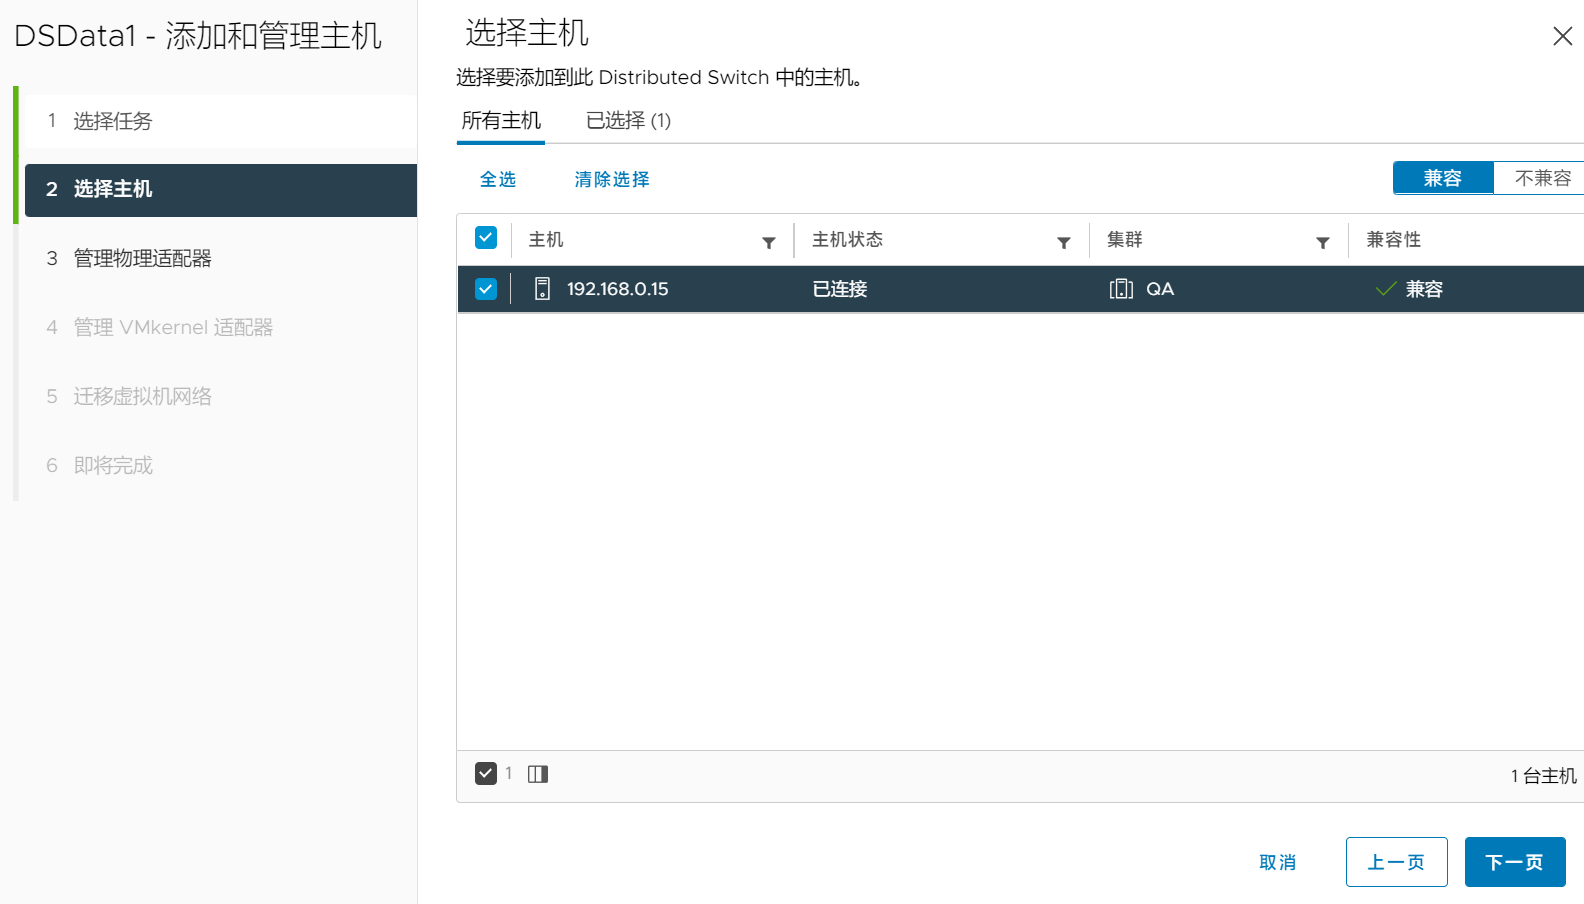 DSData1 - 添加和管理主机
1 选择任务
2 选择主机
3 管理物理适配器
4 管理 VMkernel 适配器
5 迁移虚拟机网络
6 即将完成
选择主机
选择要添加到此 Distributed Switch 中的主机。
所有主机 已选择 (1)
全选 清除选择 兼容 不兼容
主机 主机状态 集群 兼容性
192.168.0.15 已连接 QA 兼容
1 1 台主机
取消 上一页 下一页